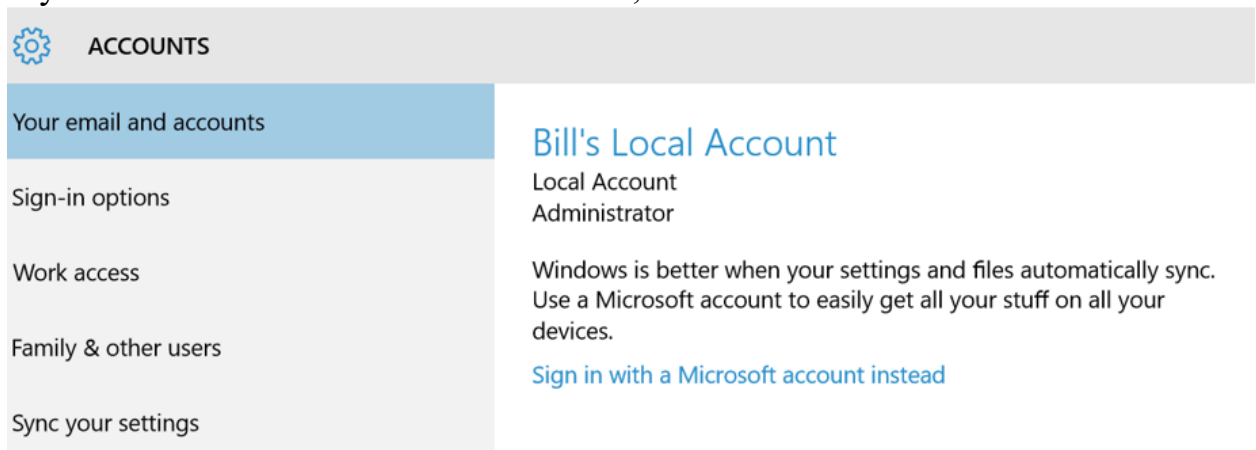 ACCOUNTS
Your email and accounts
Sign-in options
Work access
Family & other users
Sync your settings
Bill's Local Account
Local Account
Administrator
Windows is better when your settings and files automatically sync.
Use a Microsoft account to easily get all your stuff on all your
devices.
Sign in with a Microsoft account instead